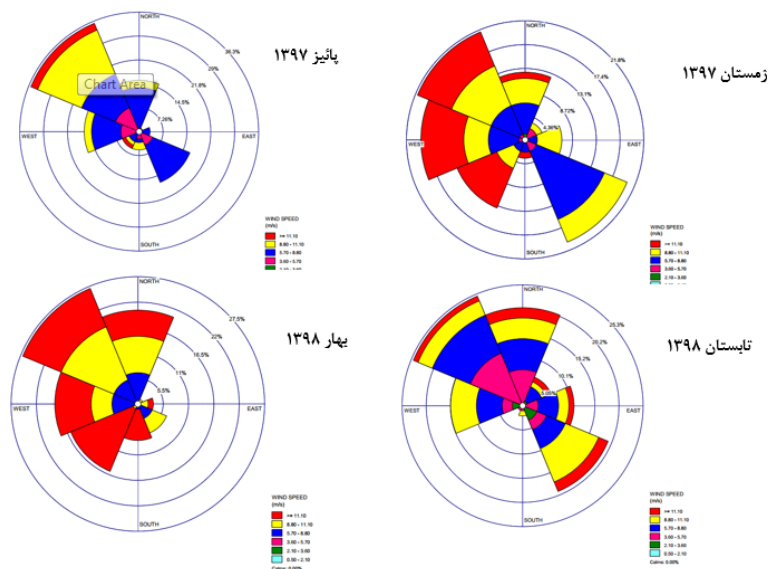 NORTH
36.3%
29%
21.8%
14.5%
7.26%
WEST
EAST
SOUTH
Chart Area
پائیز ۱۳۹۷
WIND SPEED
(m/s)
>= 11.10
8.80 - 11.10
5.70 - 8.80
3.60 - 5.70
2.10 - 3.60
NORTH
21.8%
17.4%
13.1%
8.72%
4.36%
WEST
EAST
SOUTH
زمستان ۱۳۹۷
WIND SPEED
(m/s)
>= 11.10
8.80 - 11.10
5.70 - 8.80
3.60 - 5.70
2.10 - 3.60
NORTH
27.5%
22%
16.5%
11%
5.5%
WEST
EAST
SOUTH
بهار ۱۳۹۸
WIND SPEED
(m/s)
>= 11.10
8.80 - 11.10
5.70 - 8.80
3.60 - 5.70
2.10 - 3.60
0.50 - 2.10
Calms: 0.00%
NORTH
25.3%
20.2%
15.2%
10.1%
5.05%
WEST
EAST
SOUTH
تابستان ۱۳۹۸
WIND SPEED
(m/s)
>= 11.10
8.80 - 11.10
5.70 - 8.80
3.60 - 5.70
2.10 - 3.60
0.50 - 2.10
Calms: 0.00%